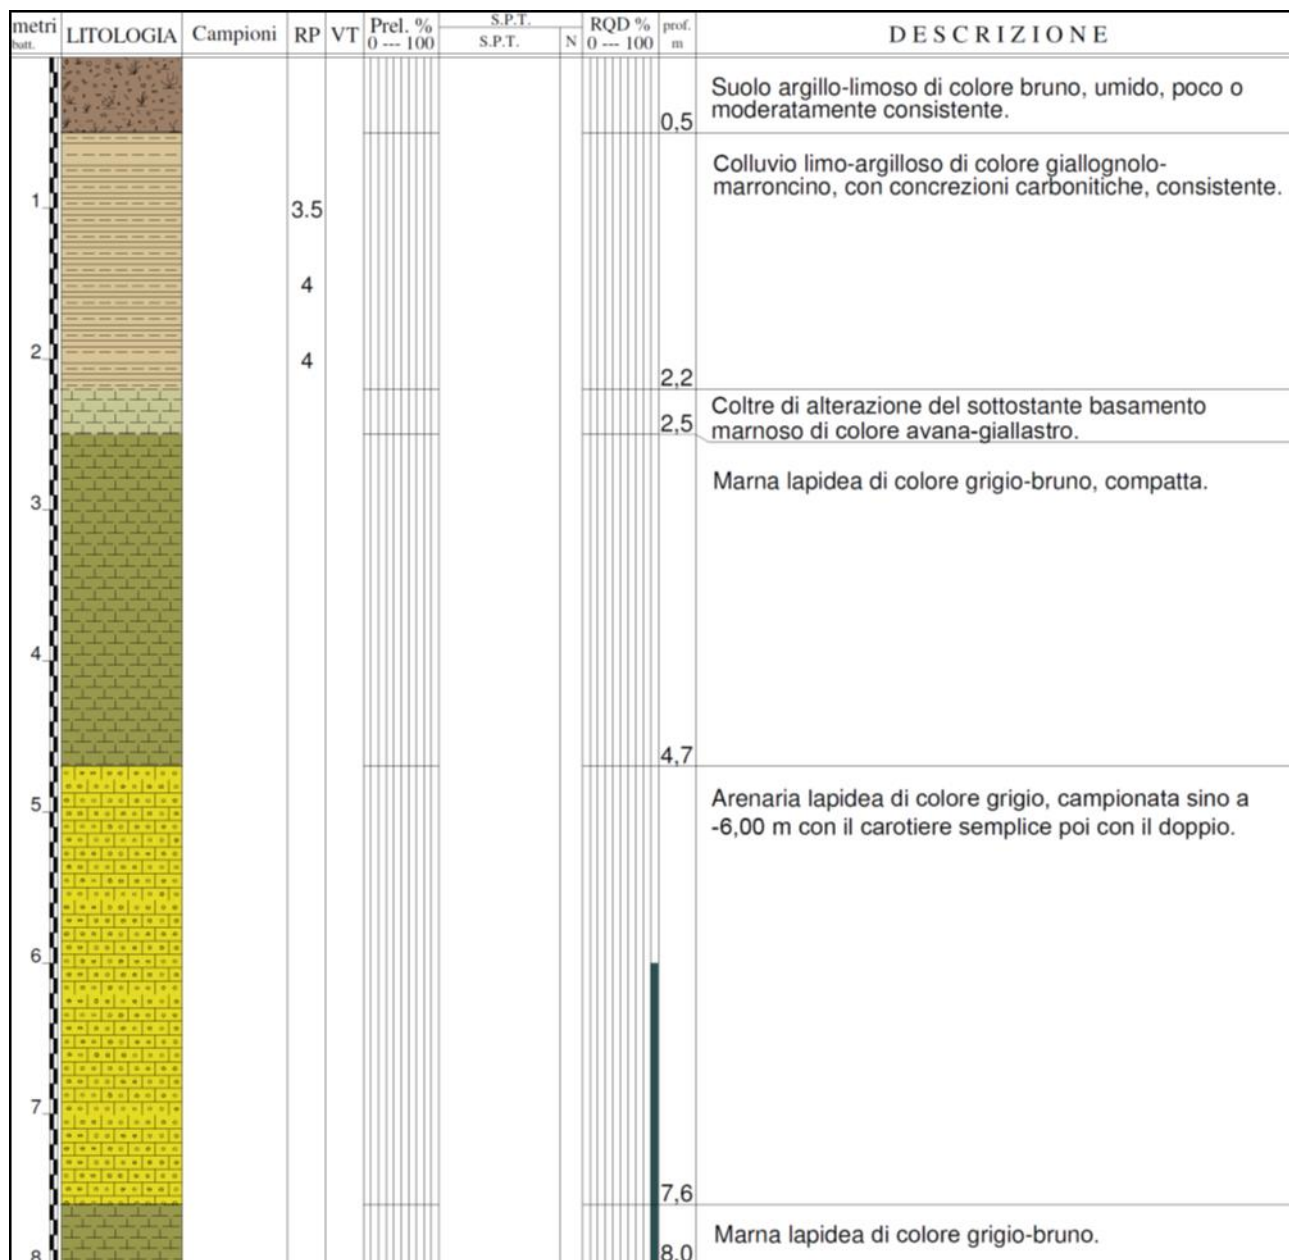 metri LITOLOGIA Campioni RP VT Prel. % S.P.T. RQD % prof. DESCRIZIONE
batt. 0 --- 100 S.P.T. N 0 --- 100 m
Suolo argillo-limoso di colore bruno, umido, poco o
moderatamente consistente.
0,5
Colluvio limo-argilloso di colore giallognolo-
marroncino, con concrezioni carbonitiche, consistente.
1
3.5
4
2
4
2,2
Coltre di alterazione del sottostante basamento
2,5 marnoso di colore avana-giallastro.
Marna lapidea di colore grigio-bruno, compatta.
3
4
4,7
Arenaria lapidea di colore grigio, campionata sino a
5
-6,00 m con il carotiere semplice poi con il doppio.
6
7
7,6
Marna lapidea di colore grigio-bruno.
8 8,0